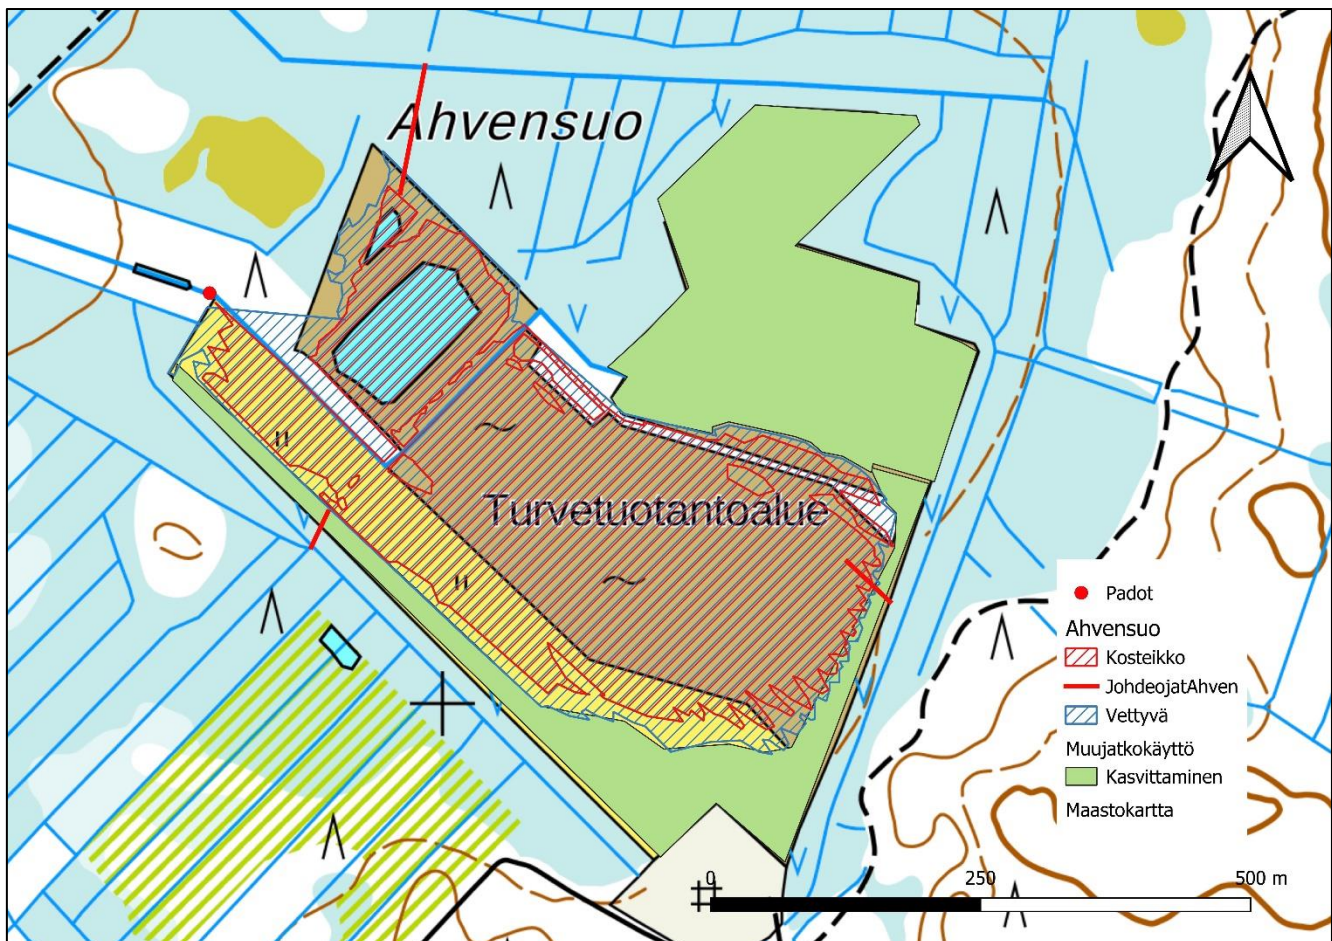 Ahvensuo
Turvetuotantoalue
Padot
Ahvensuo
Kosteikko
JohdeojatAhven
Vettyvä
Muujatkokäyttö
Kasvittaminen
Maastokartta
0 250 500 m